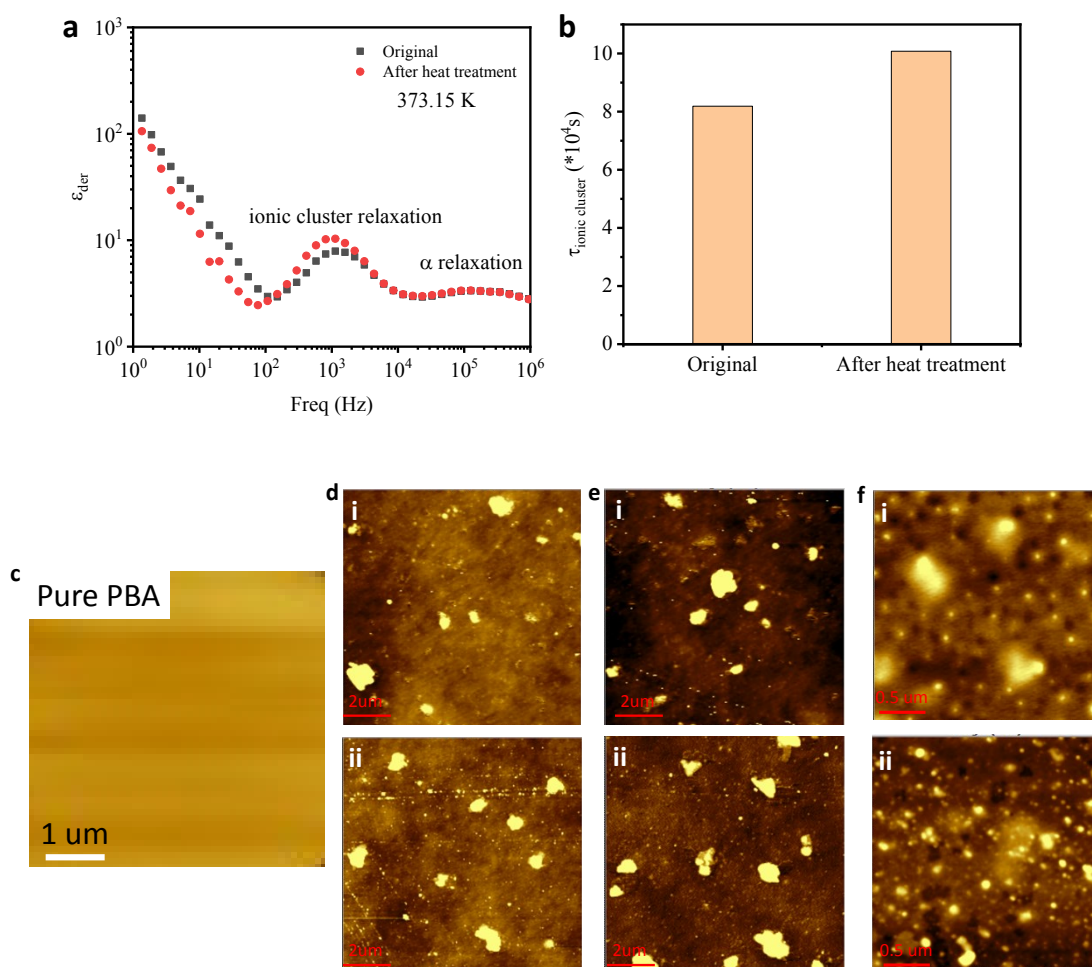 a
10³
10²
10¹
10⁰
ε_der
Original
After heat treatment
373.15 K
ionic cluster relaxation
α relaxation
10⁰ 10¹ 10² 10³ 10⁴ 10⁵ 10⁶
Freq (Hz)
b
10
8
6
4
2
0
τ_ionic cluster (*10⁴s)
Original After heat treatment
c
Pure PBA
1 um
d
i
2um
ii
2um
e
i
2um
ii
2um
f
i
0.5 um
ii
0.5 um